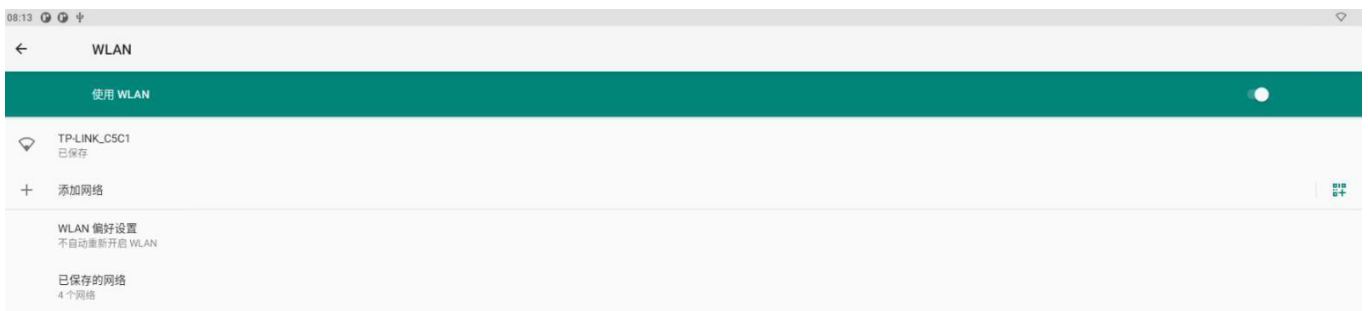 08:13
WLAN
使用 WLAN
TP-LINK_C5C1
已保存
添加网络
WLAN 偏好设置
不自动重新开启 WLAN
已保存的网络
4 个网络